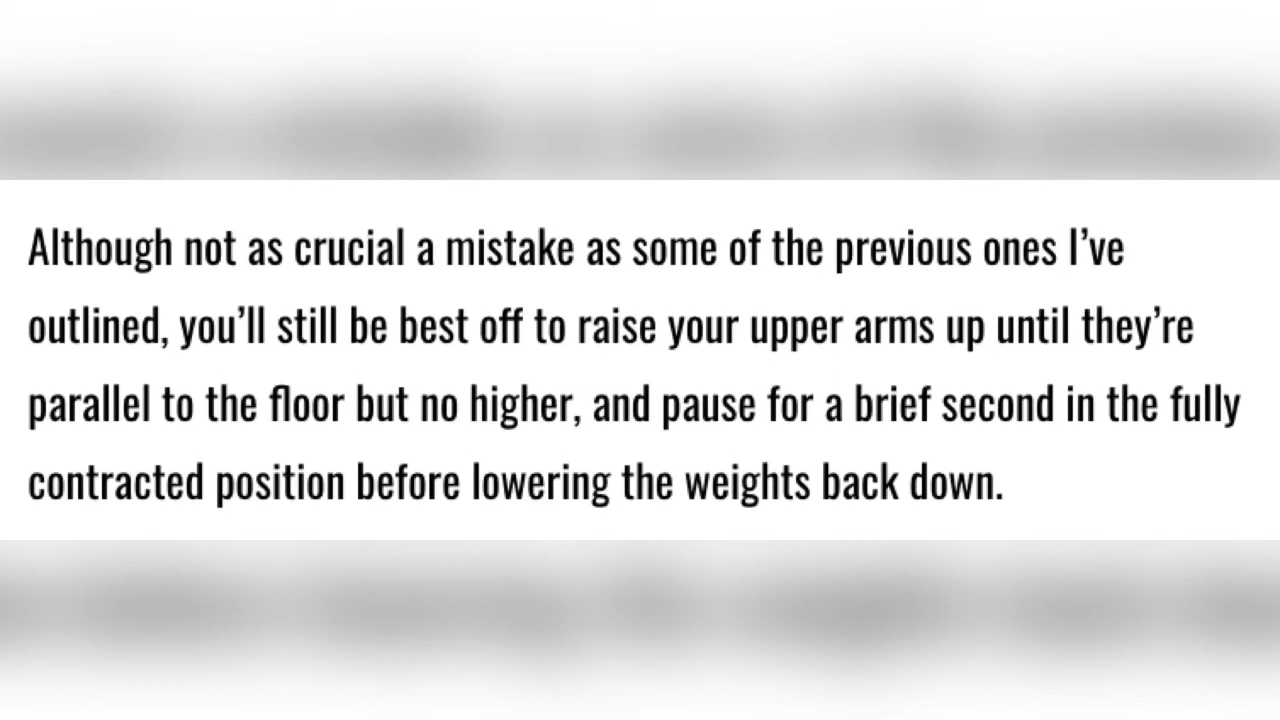 Although not as crucial a mistake as some of the previous ones I’ve
outlined, you’ll still be best off to raise your upper arms up until they’re
parallel to the floor but no higher, and pause for a brief second in the fully
contracted position before lowering the weights back down.